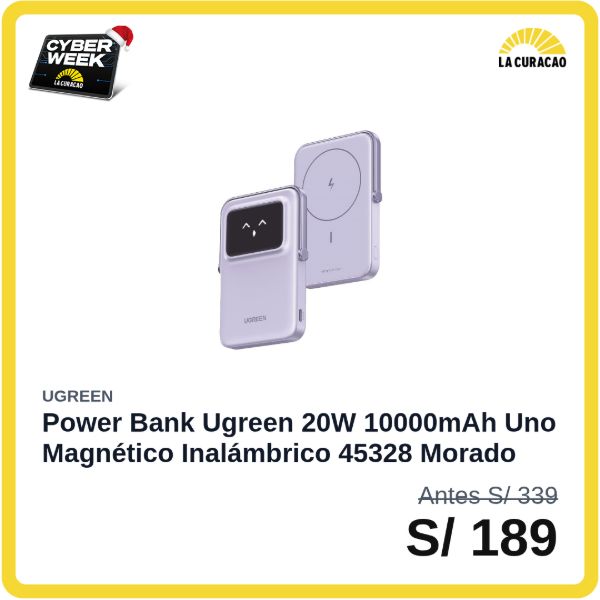 CYBER
WEEK
LA CURACAO
LA CURACAO
UGREEN
UGREEN
Power Bank Ugreen 20W 10000mAh Uno
Magnético Inalámbrico 45328 Morado
Antes S/ 339
S/ 189